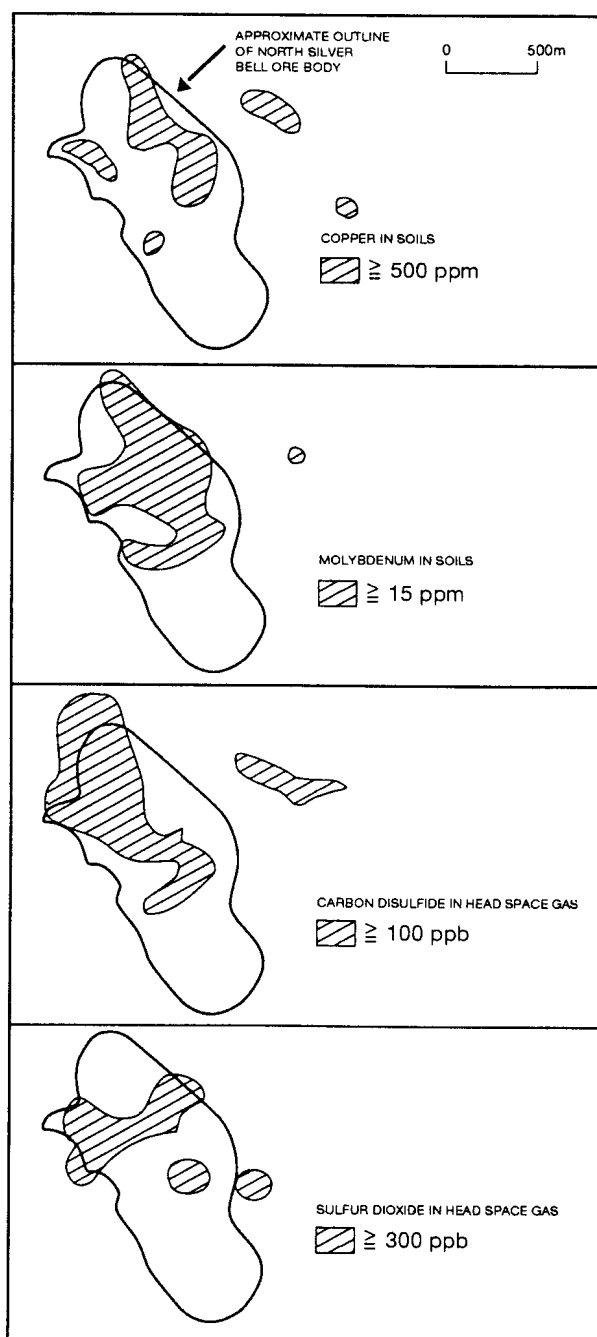 APPROXIMATE OUTLINE
OF NORTH SILVER
BELL ORE BODY
0 500m
COPPER IN SOILS
≧ 500 ppm
MOLYBDENUM IN SOILS
≧ 15 ppm
CARBON DISULFIDE IN HEAD SPACE GAS
≧ 100 ppb
SULFUR DIOXIDE IN HEAD SPACE GAS
≧ 300 ppb